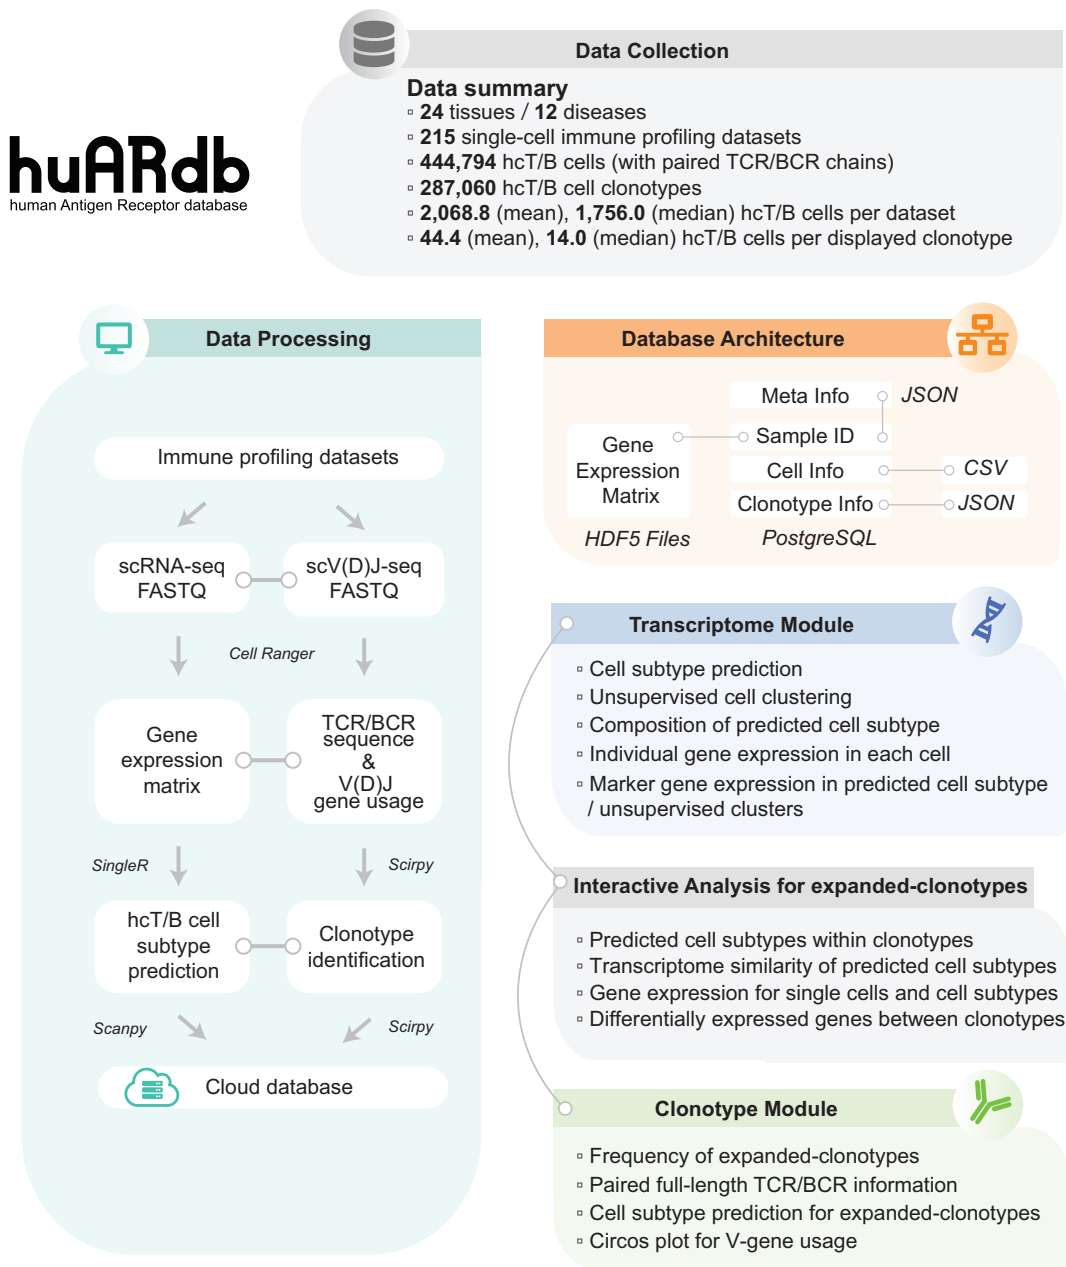 huARdb
human Antigen Receptor database
Data Collection
Data summary
▫ 24 tissues / 12 diseases
▫ 215 single-cell immune profiling datasets
▫ 444,794 hcT/B cells (with paired TCR/BCR chains)
▫ 287,060 hcT/B cell clonotypes
▫ 2,068.8 (mean), 1,756.0 (median) hcT/B cells per dataset
▫ 44.4 (mean), 14.0 (median) hcT/B cells per displayed clonotype
Data Processing
Immune profiling datasets
scRNA-seq
FASTQ
scV(D)J-seq
FASTQ
Cell Ranger
Gene
expression
matrix
TCR/BCR
sequence
&
V(D)J
gene usage
SingleR
Scirpy
hcT/B cell
subtype
prediction
Clonotype
identification
Scanpy
Scirpy
Cloud database
Database Architecture
Gene
Expression
Matrix
HDF5 Files
Meta Info
JSON
Sample ID
Cell Info
CSV
Clonotype Info
JSON
PostgreSQL
Transcriptome Module
▫ Cell subtype prediction
▫ Unsupervised cell clustering
▫ Composition of predicted cell subtype
▫ Individual gene expression in each cell
▫ Marker gene expression in predicted cell subtype
/ unsupervised clusters
Interactive Analysis for expanded-clonotypes
▫ Predicted cell subtypes within clonotypes
▫ Transcriptome similarity of predicted cell subtypes
▫ Gene expression for single cells and cell subtypes
▫ Differentially expressed genes between clonotypes
Clonotype Module
▫ Frequency of expanded-clonotypes
▫ Paired full-length TCR/BCR information
▫ Cell subtype prediction for expanded-clonotypes
▫ Circos plot for V-gene usage